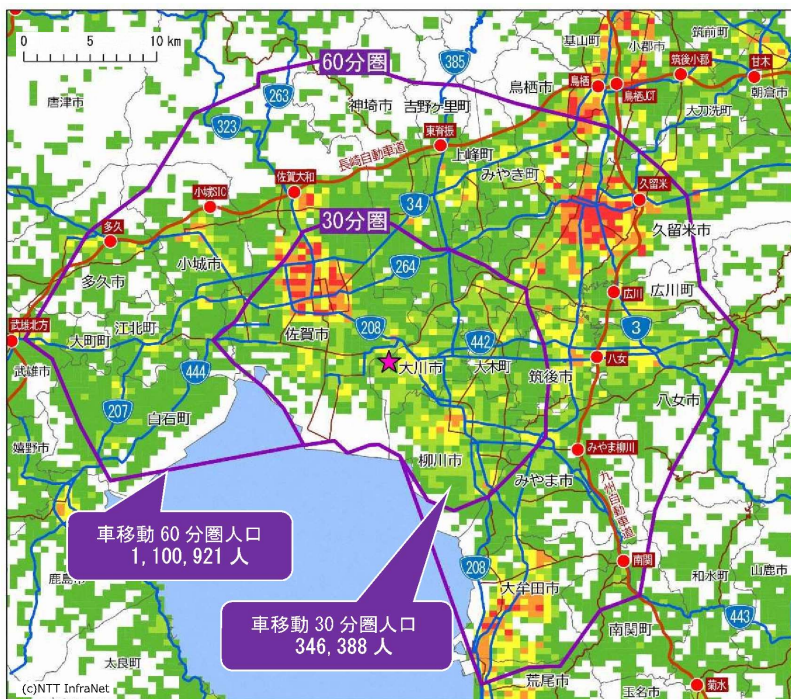 0 5 10 km
60分圏
385
基山町
小郡市
筑前町
筑後小郡
甘木
朝倉市
唐津市
263
神埼市
吉野ヶ里町
鳥栖市
鳥栖
鳥栖JCT
大刀洗町
323
東脊振
長崎自動車道
上峰町
みやき町
佐賀大和
小城SIC
34
久留米
30分圏
久留米市
多久
小城市
264
多久市
広川
広川町
武雄北方
江北町
大町町
佐賀市
208
442
3
大川市
大木町
八女
武雄市
444
筑後市
八女市
207
白石町
嬉野市
柳川市
みやま柳川
みやま市
九州自動車道
車移動 60 分圏人口
1,100,921 人
鹿島市
208
南関
大牟田市
和水町
山鹿市
車移動 30 分圏人口
346,388 人
443
南関町
太良町
荒尾市
菊水
玉名市
(c)NTT InfraNet